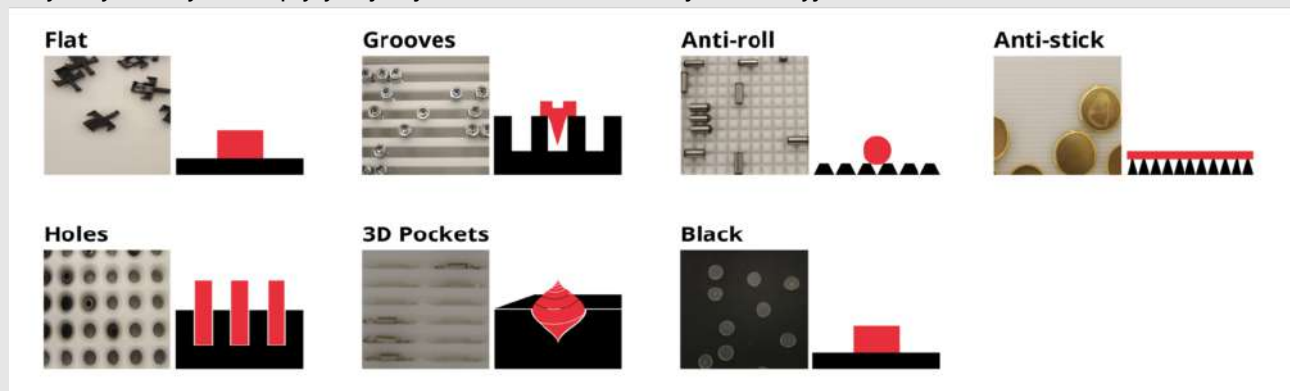 Flat
Grooves
Anti-roll
Anti-stick
Holes
3D Pockets
Black